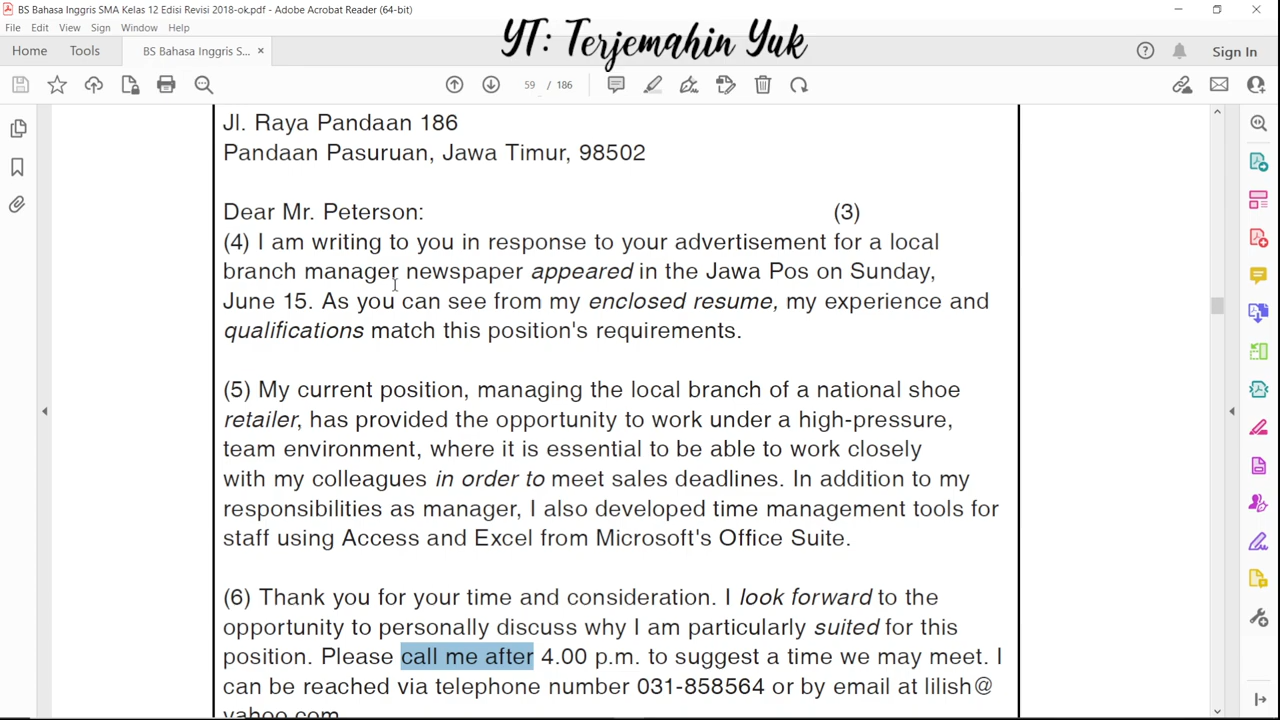 BS Bahasa Inggris SMA Kelas 12 Edisi Revisi 2018-ok.pdf - Adobe Acrobat Reader (64-bit)
File Edit View Sign Window Help
YT: Terjemahin Yuk
Home Tools BS Bahasa Inggris S... × Sign In
59 / 186
Jl. Raya Pandaan 186
Pandaan Pasuruan, Jawa Timur, 98502
Dear Mr. Peterson: (3)
(4) I am writing to you in response to your advertisement for a local
branch manager newspaper appeared in the Jawa Pos on Sunday,
June 15. As you can see from my enclosed resume, my experience and
qualifications match this position's requirements.
(5) My current position, managing the local branch of a national shoe
retailer, has provided the opportunity to work under a high-pressure,
team environment, where it is essential to be able to work closely
with my colleagues in order to meet sales deadlines. In addition to my
responsibilities as manager, I also developed time management tools for
staff using Access and Excel from Microsoft's Office Suite.
(6) Thank you for your time and consideration. I look forward to the
opportunity to personally discuss why I am particularly suited for this
position. Please call me after 4.00 p.m. to suggest a time we may meet. I
can be reached via telephone number 031-858564 or by email at lilish@
yahoo.com